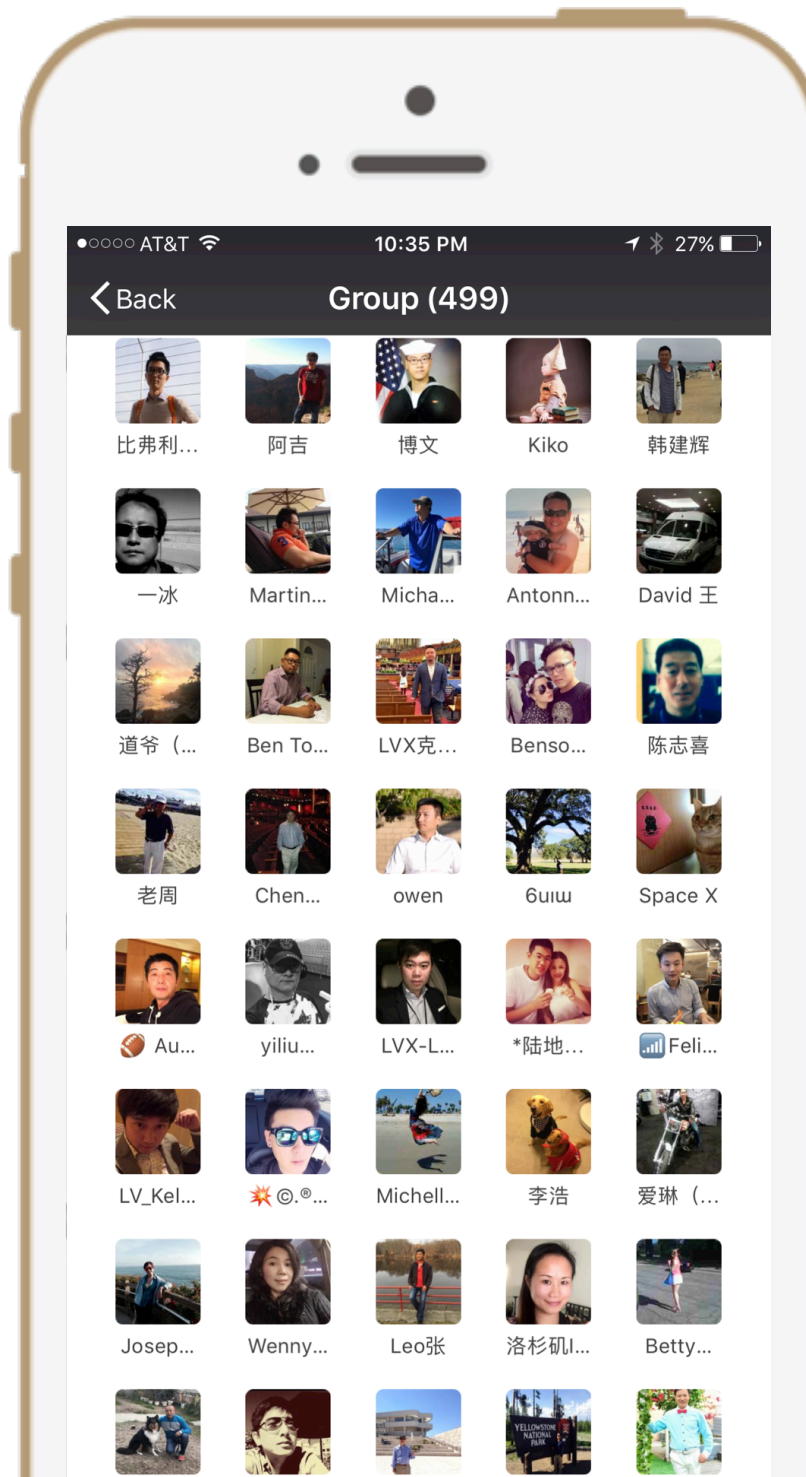 AT&T 10:35 PM 27%
Back Group (499)
比弗利... 阿吉 博文 Kiko 韩建辉
一冰 Martin... Micha... Antonn... David 王
道爷（... Ben To... LVX克... Benso... 陈志喜
老周 Chen... owen 6uıɯ Space X
🏈 Au... yiliu... LVX-L... *陆地... 📶 Feli...
LV_Kel... 💥 ©.®... Michell... 李浩 爱琳（...
Josep... Wenny... Leo张 洛杉矶I... Betty...
YELLOWSTONE
NATIONAL
PARK